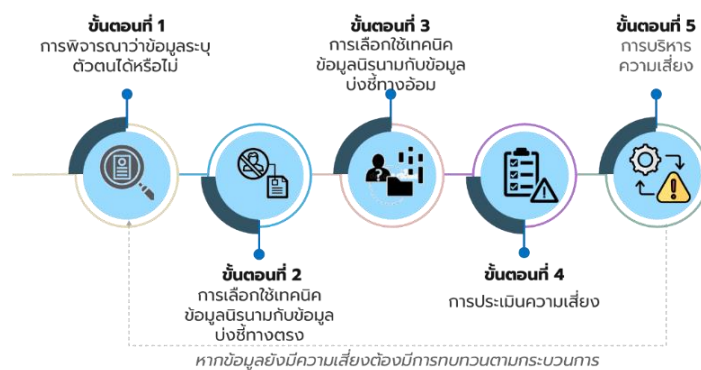 ขั้นตอนที่ 1
การพิจารณาว่าข้อมูลระบุ
ตัวตนได้หรือไม่
ขั้นตอนที่ 2
การเลือกใช้เทคนิค
ข้อมูลนิรนามกับข้อมูล
บ่งชี้ทางตรง
ขั้นตอนที่ 3
การเลือกใช้เทคนิค
ข้อมูลนิรนามกับข้อมูล
บ่งชี้ทางอ้อม
ขั้นตอนที่ 4
การประเมินความเสี่ยง
ขั้นตอนที่ 5
การบริหาร
ความเสี่ยง
หากข้อมูลยังมีความเสี่ยงต้องมีการทบทวนตามกระบวนการ